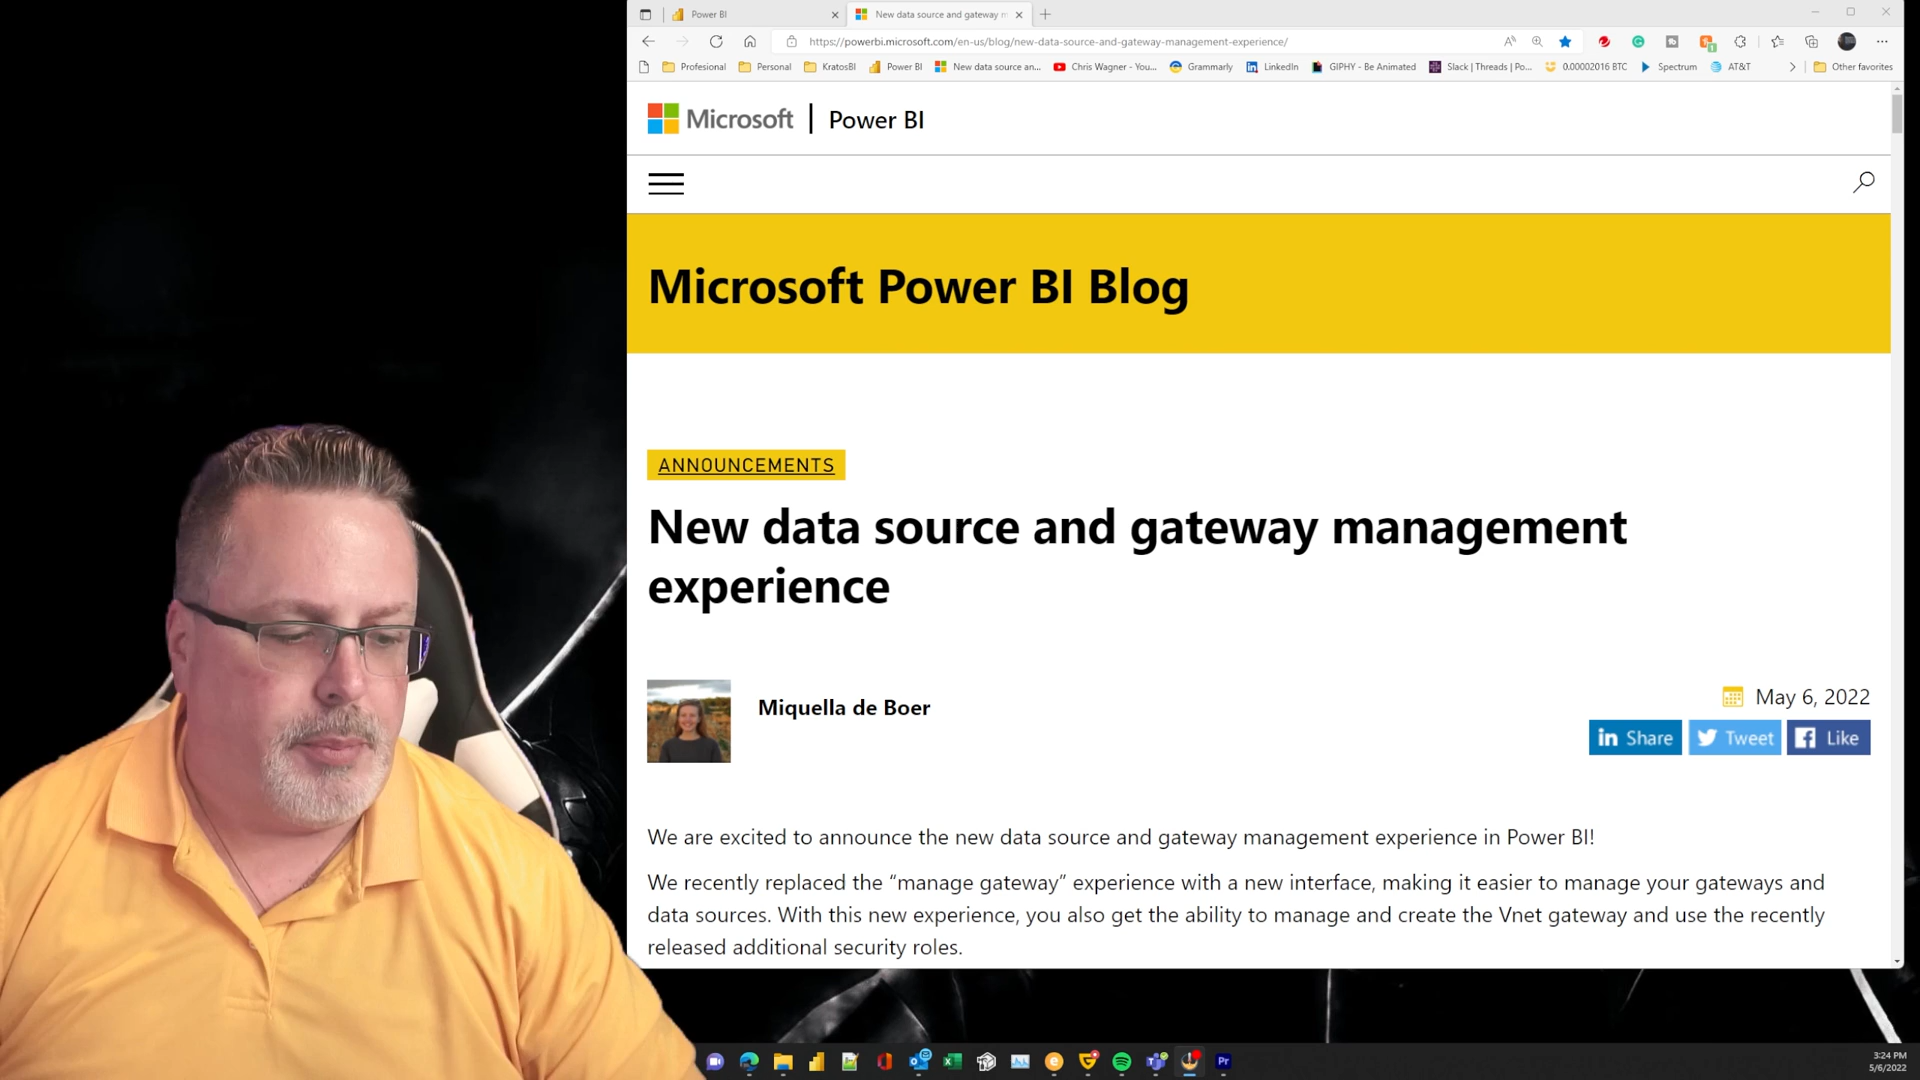 Power BI
New data source and gateway m
https://powerbi.microsoft.com/en-us/blog/new-data-source-and-gateway-management-experience/
Profesional
Personal
KratosBI
Power BI
New data source an...
Chris Wagner - You...
Grammarly
LinkedIn
GIPHY - Be Animated
Slack | Threads | Po...
0.00002016 BTC
Spectrum
AT&T
Other favorites
Microsoft | Power BI
Microsoft Power BI Blog
ANNOUNCEMENTS
New data source and gateway management
experience
Miquella de Boer
May 6, 2022
in Share
Tweet
Like
We are excited to announce the new data source and gateway management experience in Power BI!
We recently replaced the “manage gateway” experience with a new interface, making it easier to manage your gateways and
data sources. With this new experience, you also get the ability to manage and create the Vnet gateway and use the recently
released additional security roles.
Pr
3:24 PM
5/6/2022